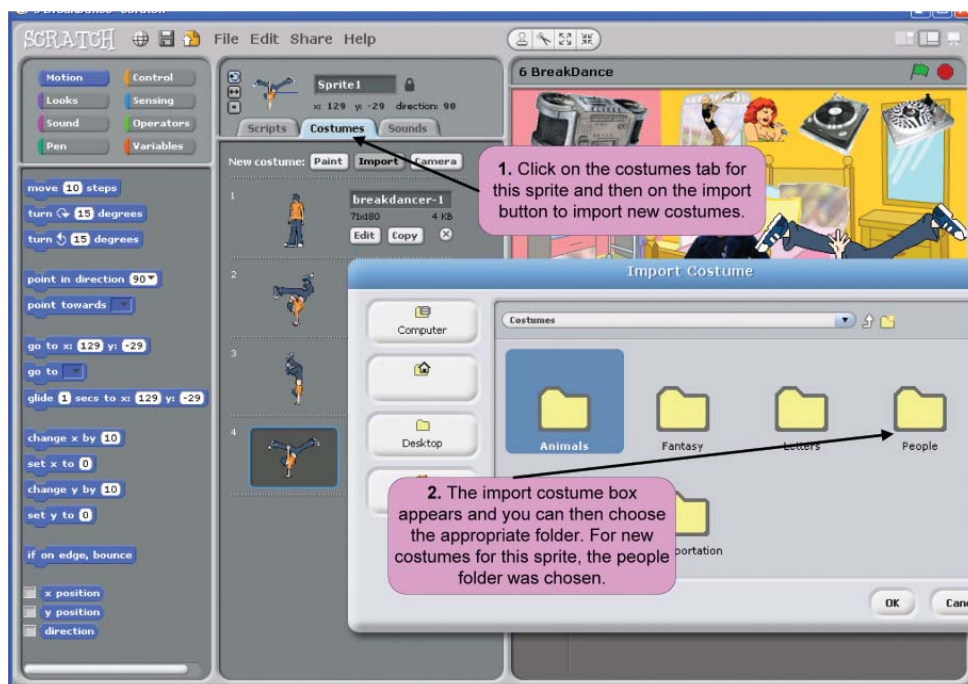 SCRATCH File Edit Share Help
Motion Control
Looks Sensing
Sound Operators
Pen Variables
move 10 steps
turn 15 degrees
turn 15 degrees
point in direction 90
point towards
go to x: 129 y: -29
go to
glide 1 secs to x: 129 y: -29
change x by 10
set x to 0
change y by 10
set y to 0
if on edge, bounce
x position
y position
direction
Sprite1
x: 129 y: -29 direction: 90
Scripts Costumes Sounds
New costume: Paint Import Camera
1
breakdancer-1
71x180 4 KB
Edit Copy
2
3
4
6 BreakDance
1. Click on the costumes tab for
this sprite and then on the import
button to import new costumes.
Import Costume
Computer
Desktop
Costumes
Animals Fantasy Letters People
portation
2. The import costume box
appears and you can then choose
the appropriate folder. For new
costumes for this sprite, the people
folder was chosen.
OK Canc